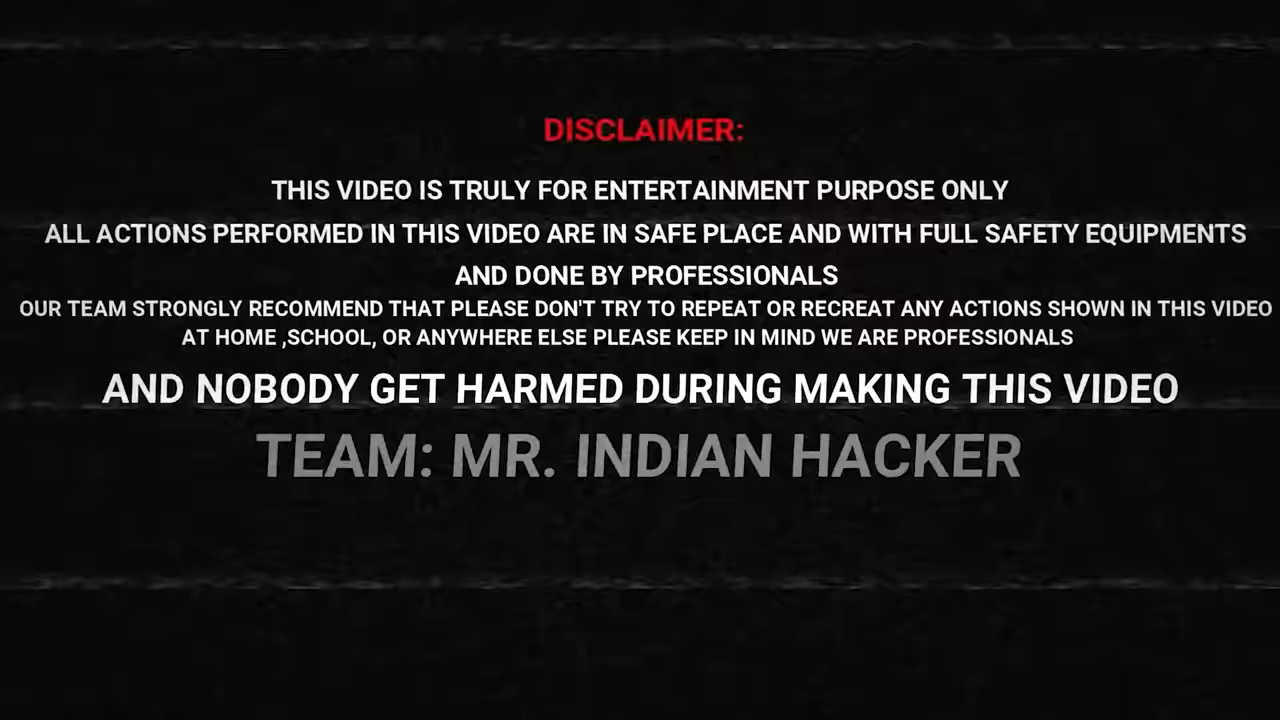 DISCLAIMER:
THIS VIDEO IS TRULY FOR ENTERTAINMENT PURPOSE ONLY
ALL ACTIONS PERFORMED IN THIS VIDEO ARE IN SAFE PLACE AND WITH FULL SAFETY EQUIPMENTS
AND DONE BY PROFESSIONALS
OUR TEAM STRONGLY RECOMMEND THAT PLEASE DON'T TRY TO REPEAT OR RECREAT ANY ACTIONS SHOWN IN THIS VIDEO
AT HOME ,SCHOOL, OR ANYWHERE ELSE PLEASE KEEP IN MIND WE ARE PROFESSIONALS
AND NOBODY GET HARMED DURING MAKING THIS VIDEO
TEAM: MR. INDIAN HACKER